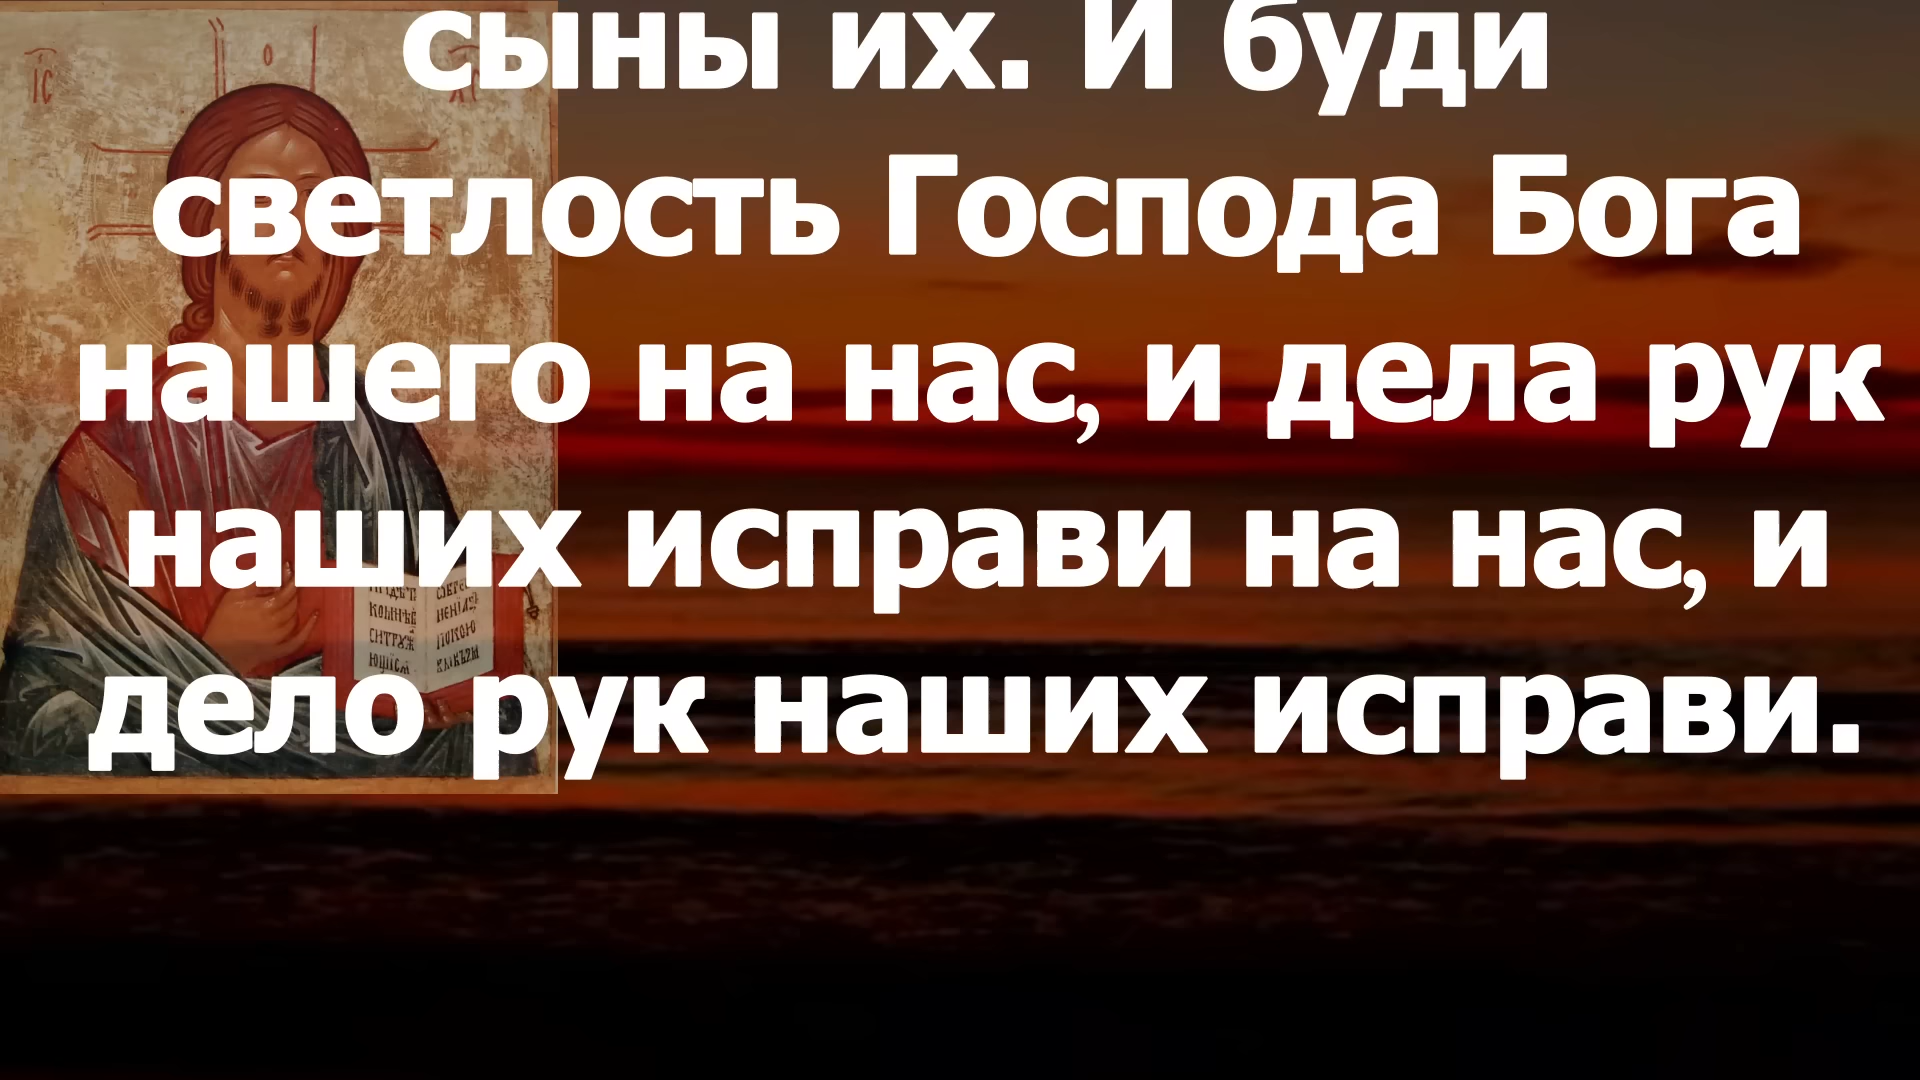 сыны их. И буди
светлость Господа Бога
нашего на нас, и дела рук
наших исправи на нас, и
дело рук наших исправи.
IC